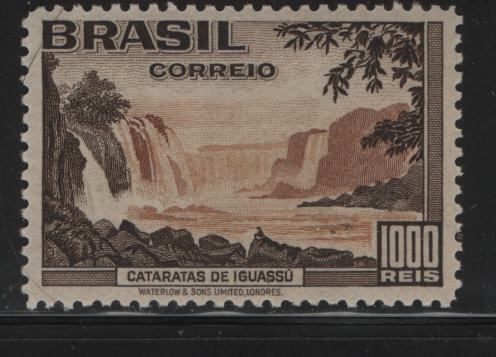 BRASIL
CORREIO
1000
REIS
CATARATAS DE IGUASSÚ
WATERLOW & SONS LIMITED, LONDRES.